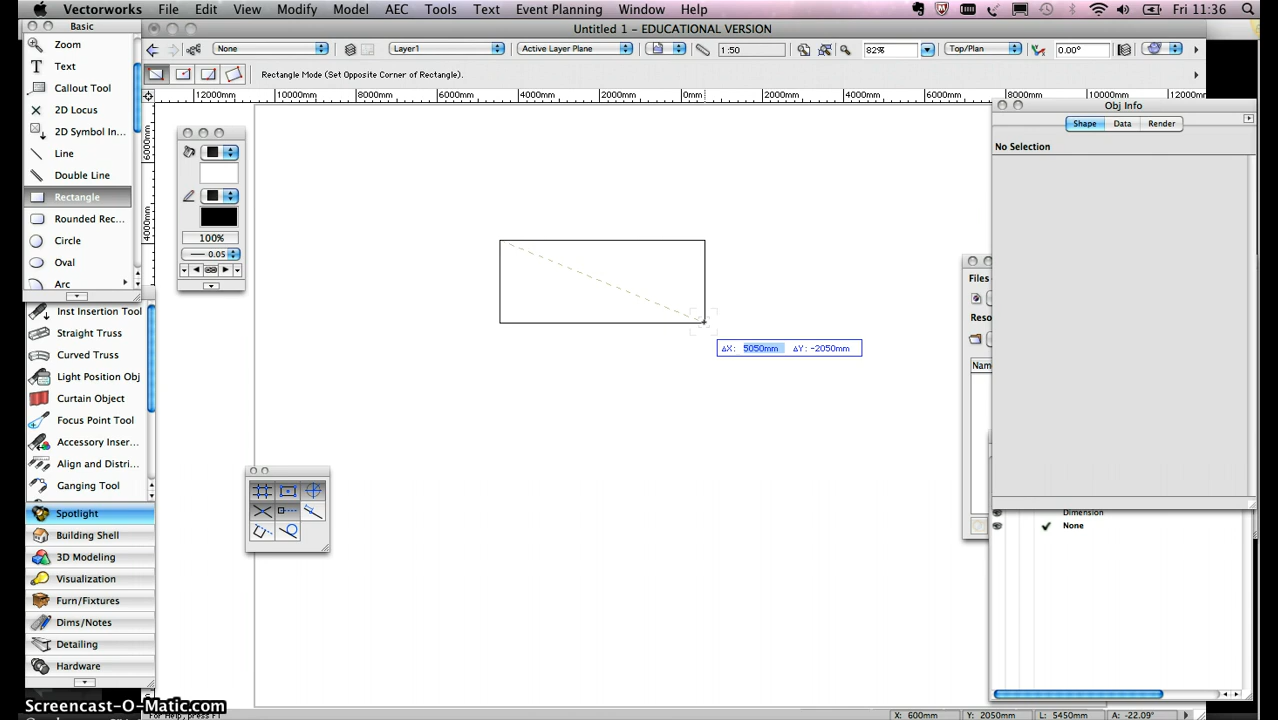 Vectorworks File Edit View Modify Model AEC Tools Text Event Planning Window Help Fri 11:36
Basic
Untitled 1 - EDUCATIONAL VERSION
None Layer1 Active Layer Plane 1:50 82% Top/Plan 0.00°
Rectangle Mode (Set Opposite Corner of Rectangle).
12000mm 10000mm 8000mm 6000mm 4000mm 2000mm 0mm 2000mm 4000mm 6000mm 8000mm 10000mm 12000mm
6000mm
4000mm
Zoom
Text
Callout Tool
2D Locus
2D Symbol In...
Line
Double Line
Rectangle
Rounded Rec...
Circle
Oval
Arc
Inst Insertion Tool
Straight Truss
Curved Truss
Light Position Obj
Curtain Object
Focus Point Tool
Accessory Inser...
Align and Distri...
Ganging Tool
Spotlight
Building Shell
3D Modeling
Visualization
Furn/Fixtures
Dims/Notes
Detailing
Hardware
100%
0.05
ΔX: 5050mm ΔY: -2050mm
Obj Info
Shape Data Render
No Selection
Files
Reso
Nam
Dimension
None
Screencast-O-Matic.com
For Help, press F1
X: 600mm Y: 2050mm L: 5450mm A: -22.09°